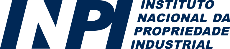 INPI
INSTITUTO
NACIONAL DA
PROPRIEDADE
INDUSTRIAL